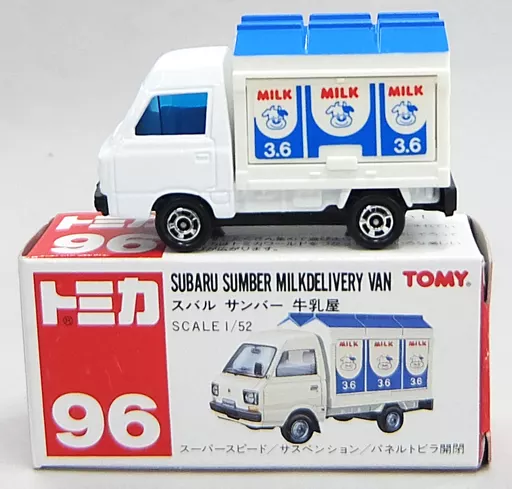 MILK MILK MILK
3.6 3.6
トミカ
96
SUBARU SUMBER MILKDELIVERY VAN TOMY
スバル サンバー 牛乳屋
SCALE 1/52
トミカ®
MILK MILK MILK
3.6 3.6 3.6
96
スーパースピード/サスペンション/パネルトビラ開閉